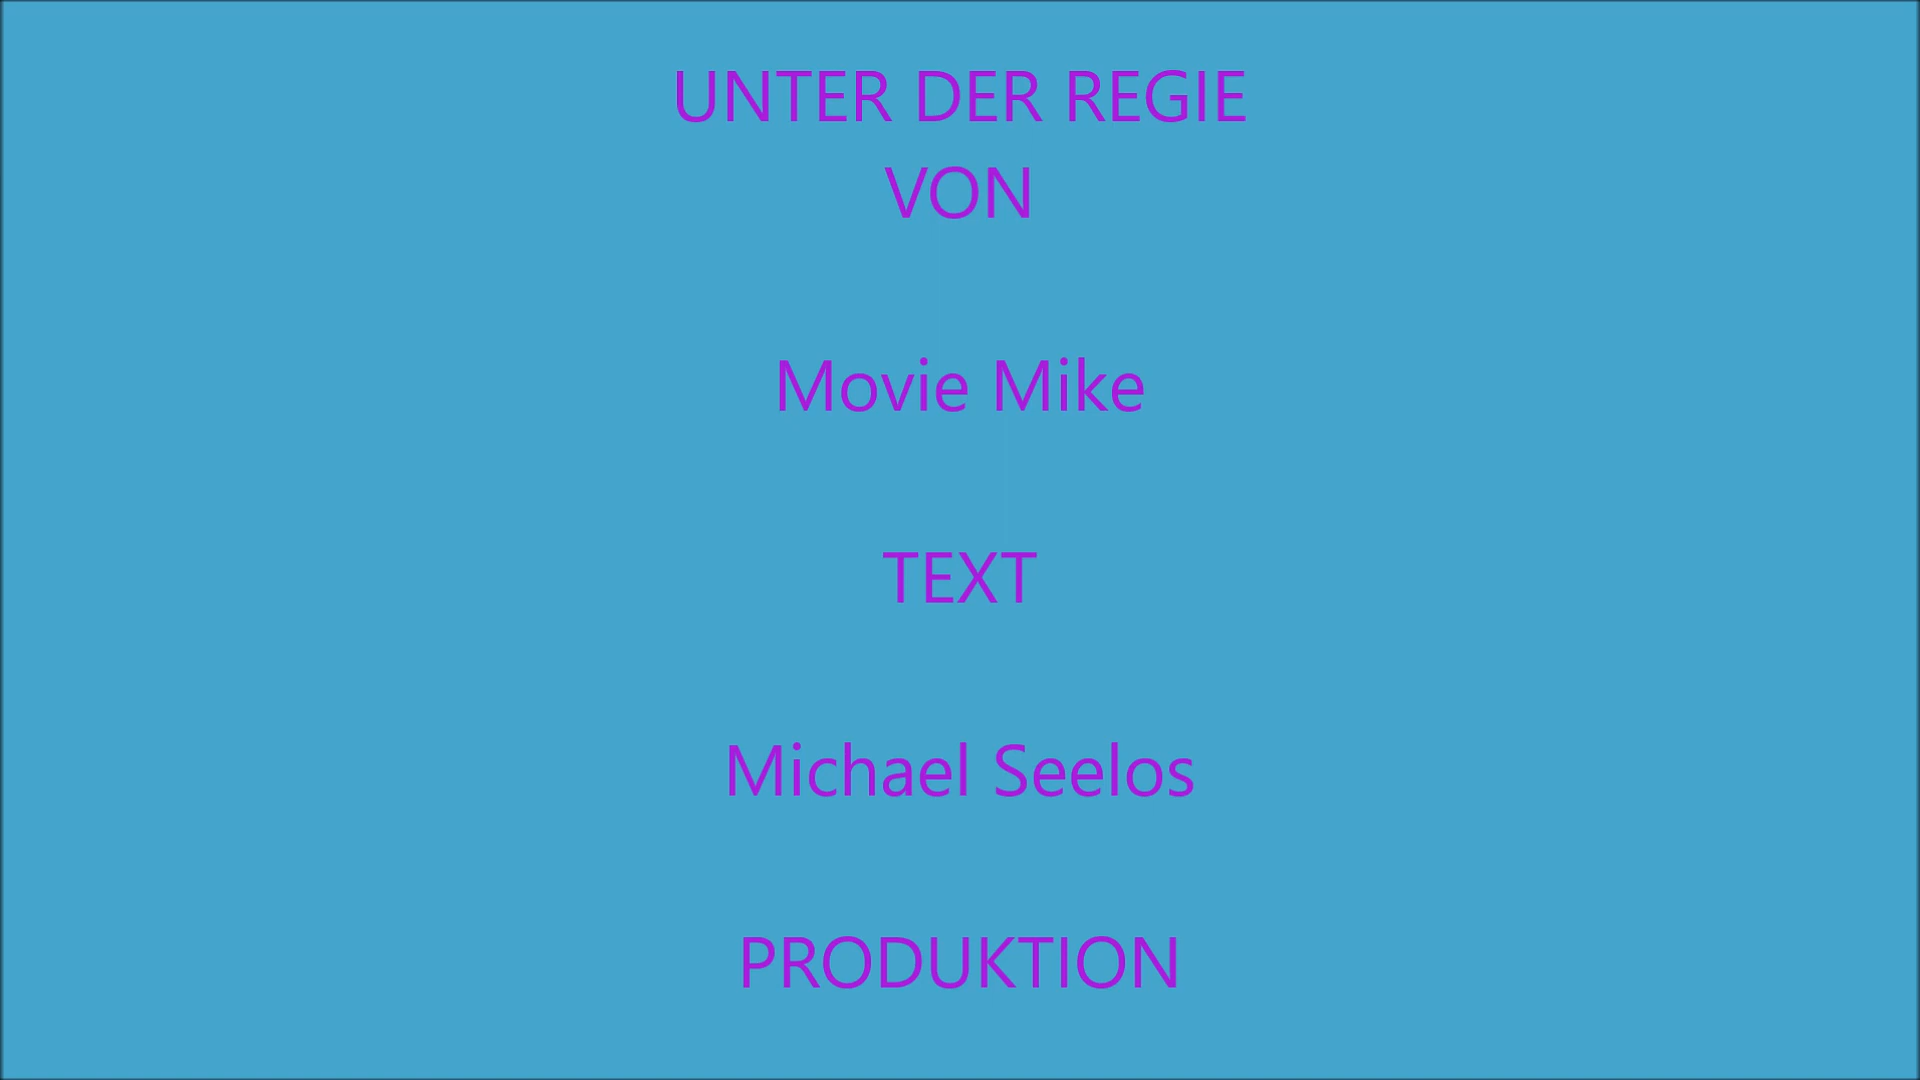 UNTER DER REGIE
VON
Movie Mike
TEXT
Michael Seelos
PRODUKTION